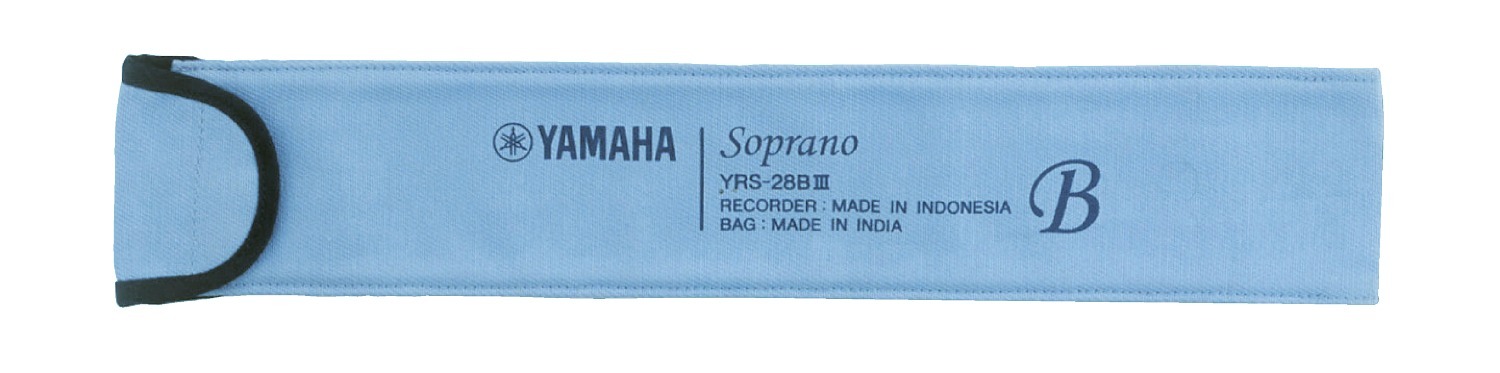 YAMAHA
Soprano
YRS-28BⅢ
RECORDER : MADE IN INDONESIA
BAG : MADE IN INDIA
B